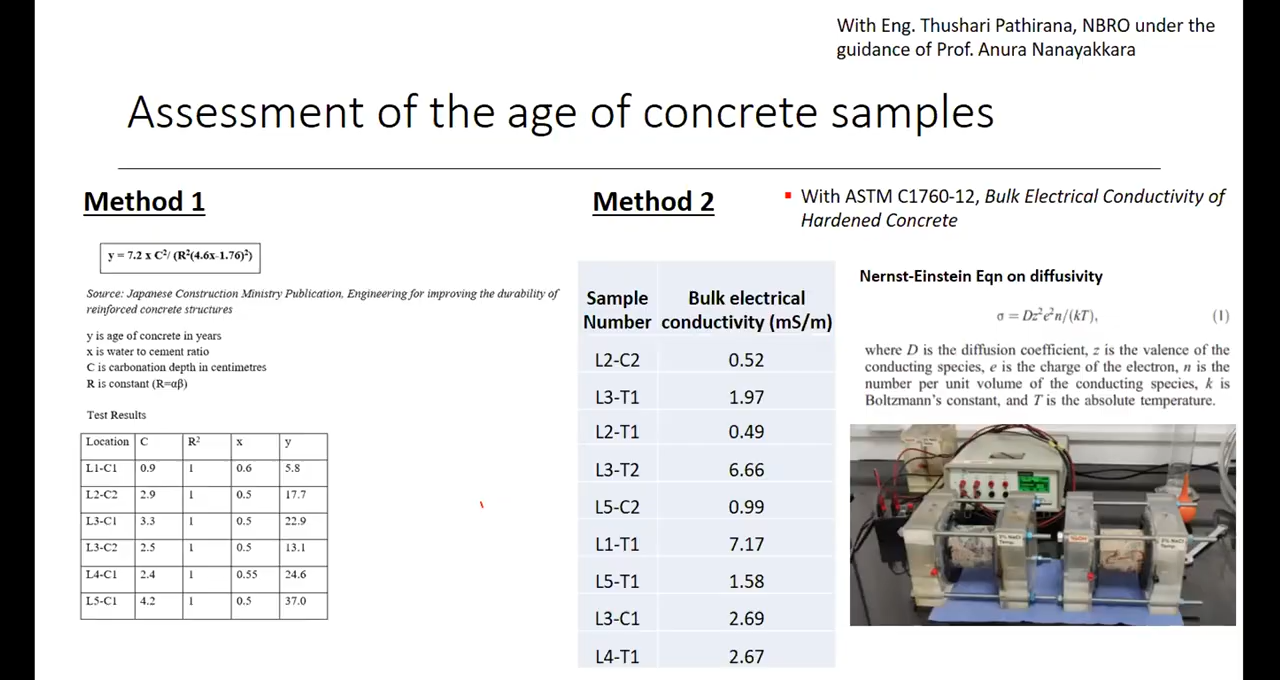 With Eng. Thushari Pathirana, NBRO under the
guidance of Prof. Anura Nanayakkara
Assessment of the age of concrete samples
Method 1
y = 7.2 x C²/ (R²(4.6x-1.76)²)
Source: Japanese Construction Ministry Publication, Engineering for improving the durability of
reinforced concrete structures
y is age of concrete in years
x is water to cement ratio
C is carbonation depth in centimetres
R is constant (R=αβ)
Test Results
Location C R² x y
L1-C1 0.9 1 0.6 5.8
L2-C2 2.9 1 0.5 17.7
L3-C1 3.3 1 0.5 22.9
L3-C2 2.5 1 0.5 13.1
L4-C1 2.4 1 0.55 24.6
L5-C1 4.2 1 0.5 37.0
Method 2
▪ With ASTM C1760-12, Bulk Electrical Conductivity of
Hardened Concrete
Sample Bulk electrical
Number conductivity (mS/m)
L2-C2 0.52
L3-T1 1.97
L2-T1 0.49
L3-T2 6.66
L5-C2 0.99
L1-T1 7.17
L5-T1 1.58
L3-C1 2.69
L4-T1 2.67
Nernst-Einstein Eqn on diffusivity
σ = Dz²e²n/(kT), (1)
where D is the diffusion coefficient, z is the valence of the
conducting species, e is the charge of the electron, n is the
number per unit volume of the conducting species, k is
Boltzmann's constant, and T is the absolute temperature.